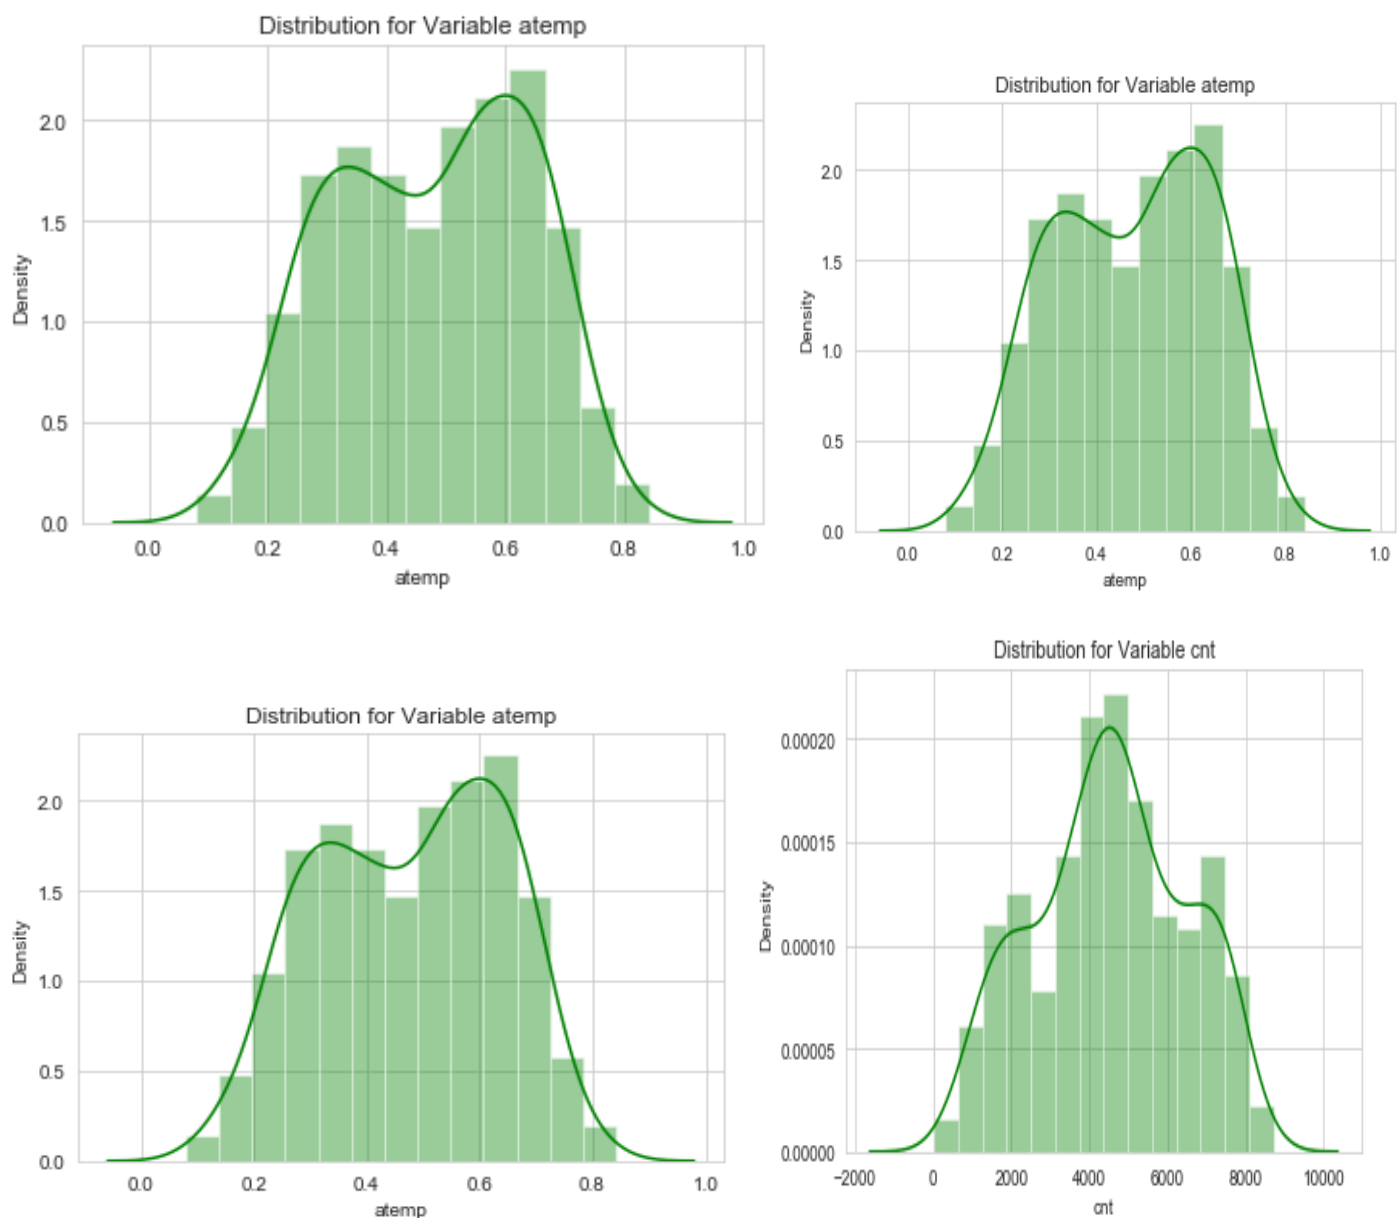 Distribution for Variable atemp
2.0
1.5
1.0
0.5
0.0
Density
0.0 0.2 0.4 0.6 0.8 1.0
atemp
Distribution for Variable atemp
2.0
1.5
1.0
0.5
0.0
Density
0.0 0.2 0.4 0.6 0.8 1.0
atemp
Distribution for Variable atemp
2.0
1.5
1.0
0.5
0.0
Density
0.0 0.2 0.4 0.6 0.8 1.0
atemp
Distribution for Variable cnt
0.00020
0.00015
0.00010
0.00005
0.00000
Density
−2000 0 2000 4000 6000 8000 10000
cnt